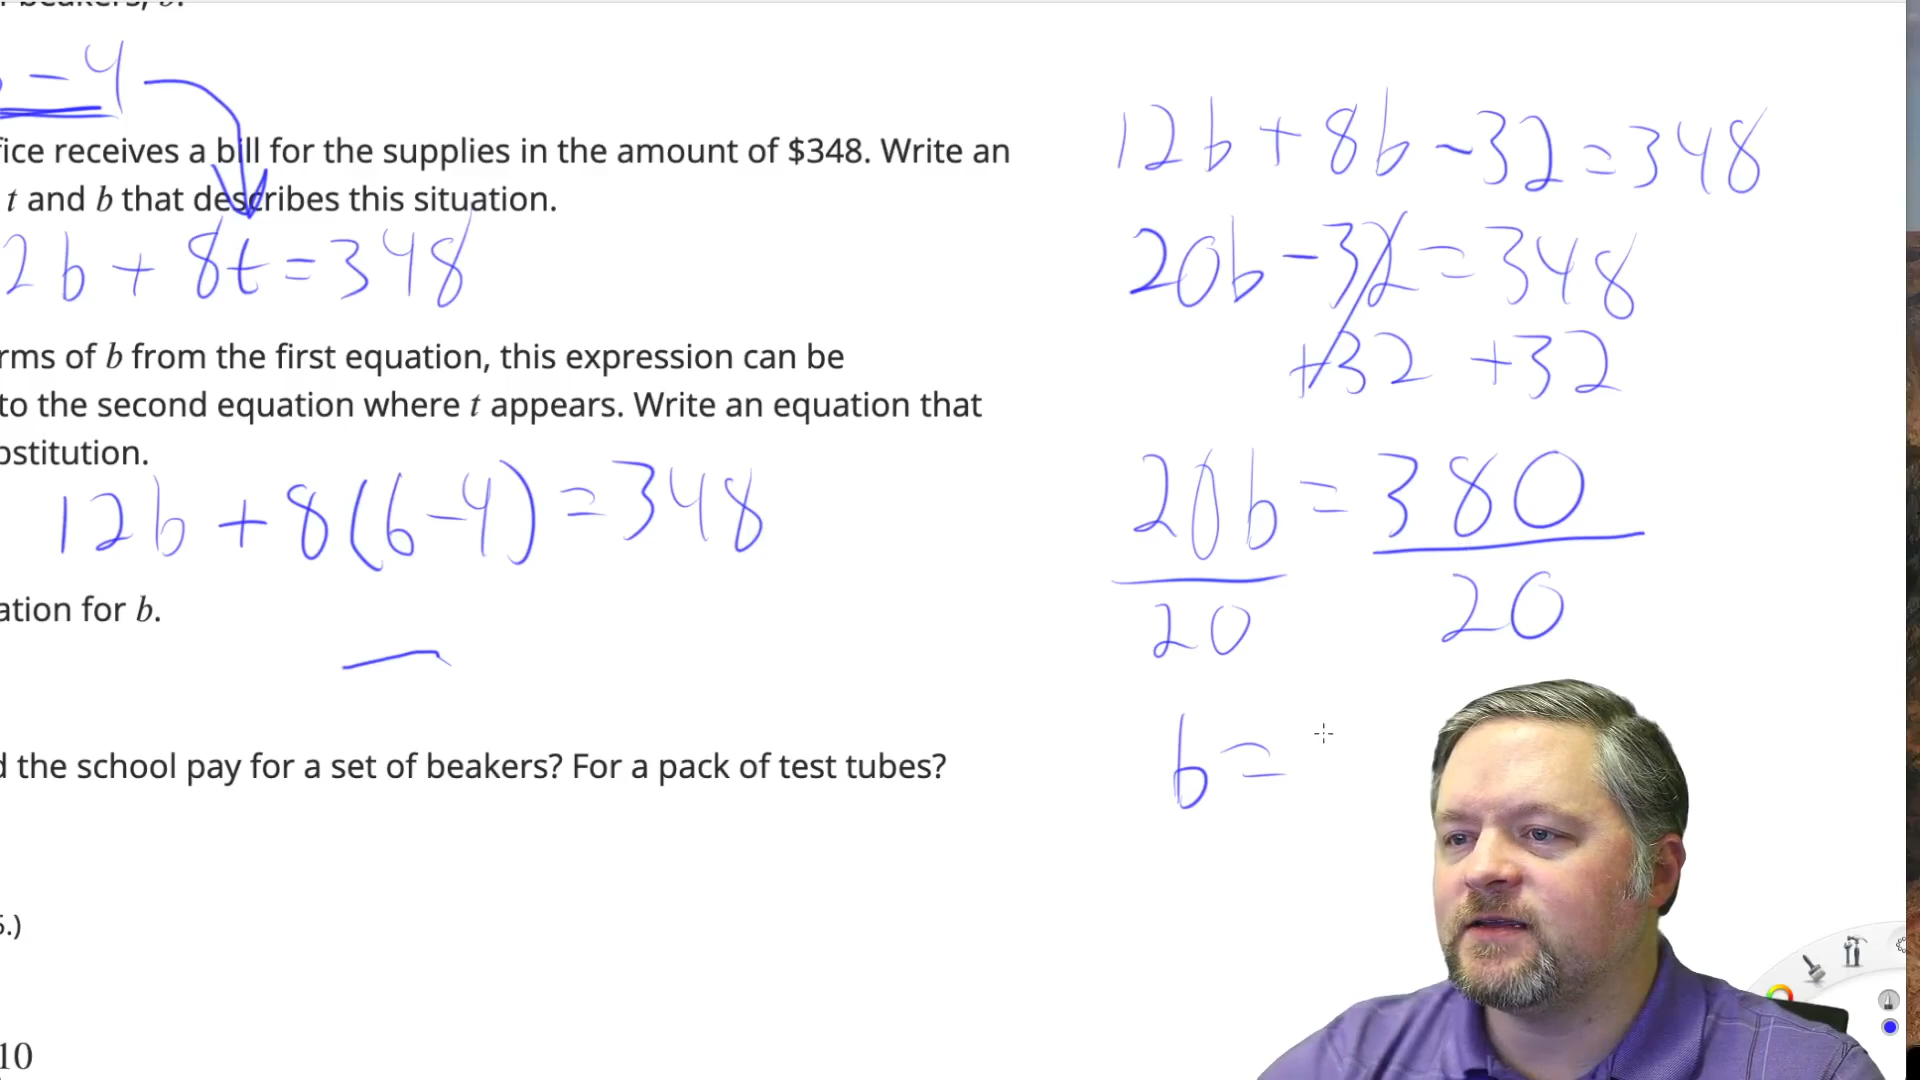 - 4
fice receives a bill for the supplies in the amount of $348. Write an
t and b that describes this situation.
2b + 8t = 348
rms of b from the first equation, this expression can be
to the second equation where t appears. Write an equation that
bstitution.
12b + 8(b-4) = 348
ation for b.
d the school pay for a set of beakers? For a pack of test tubes?
.)
10
12b + 8b - 32 = 348
20b - 32 = 348
+32 +32
20b = 380
20 20
b =